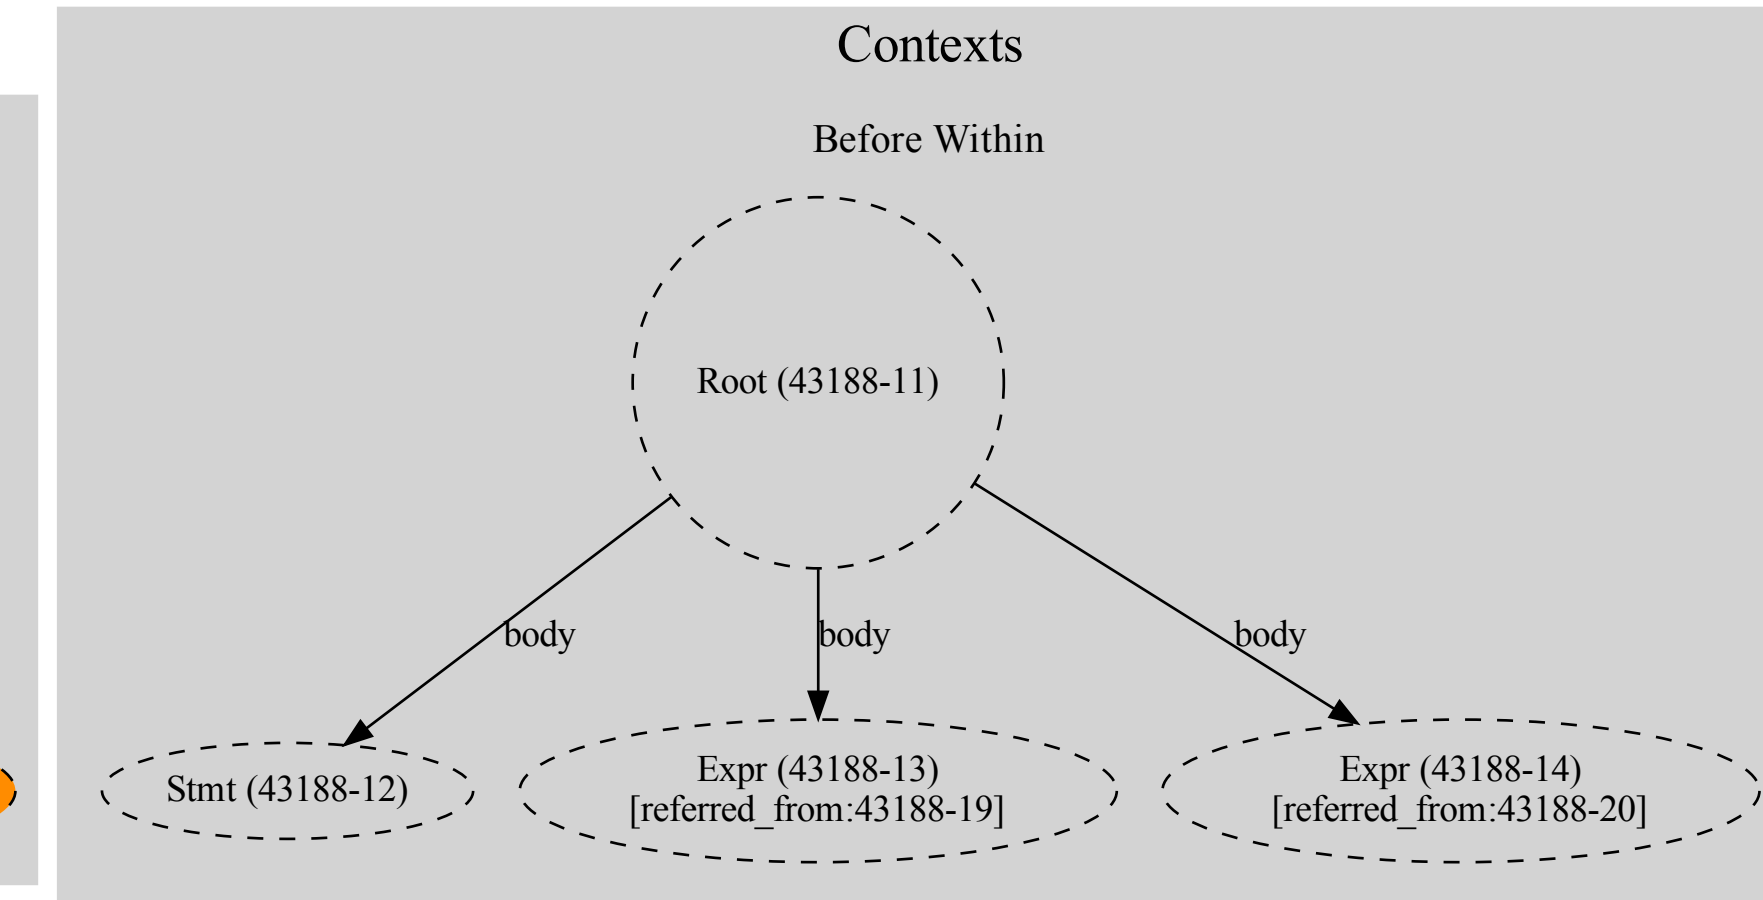 Contexts
Before Within
Root (43188-11)
body
body
body
Stmt (43188-12)
Expr (43188-13)
[referred_from:43188-19]
Expr (43188-14)
[referred_from:43188-20]